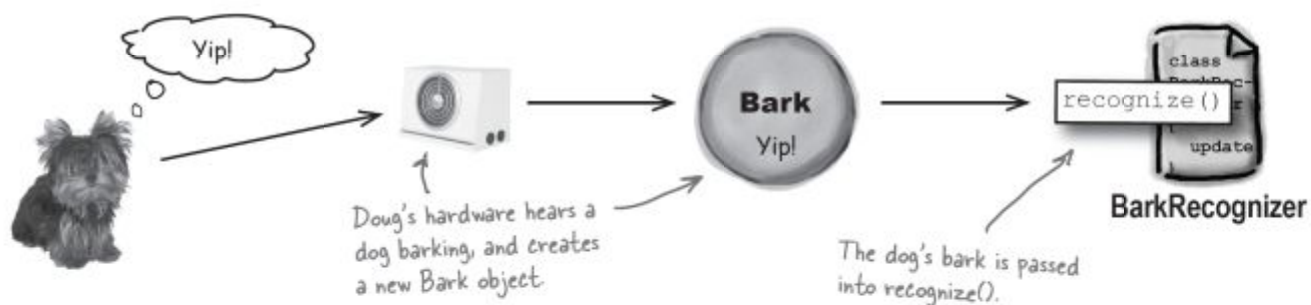 Yip!
Doug's hardware hears a
dog barking, and creates
a new Bark object.
Bark
Yip!
class
recognize()
update
BarkRecognizer
The dog's bark is passed
into recognize().